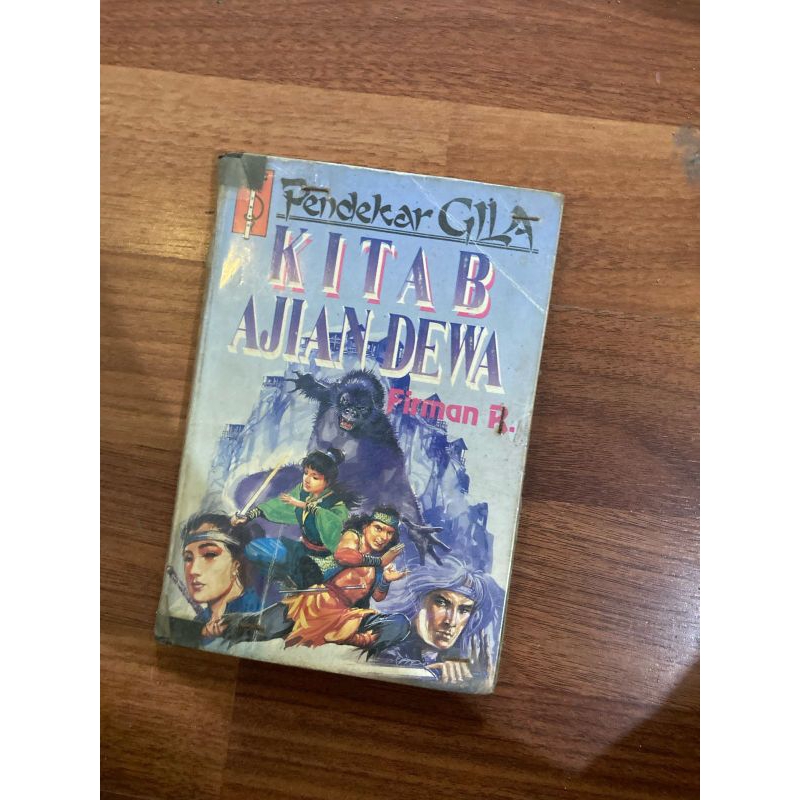 Pendekar GILA
KITAB
AJIAN DEWA
Firman R.